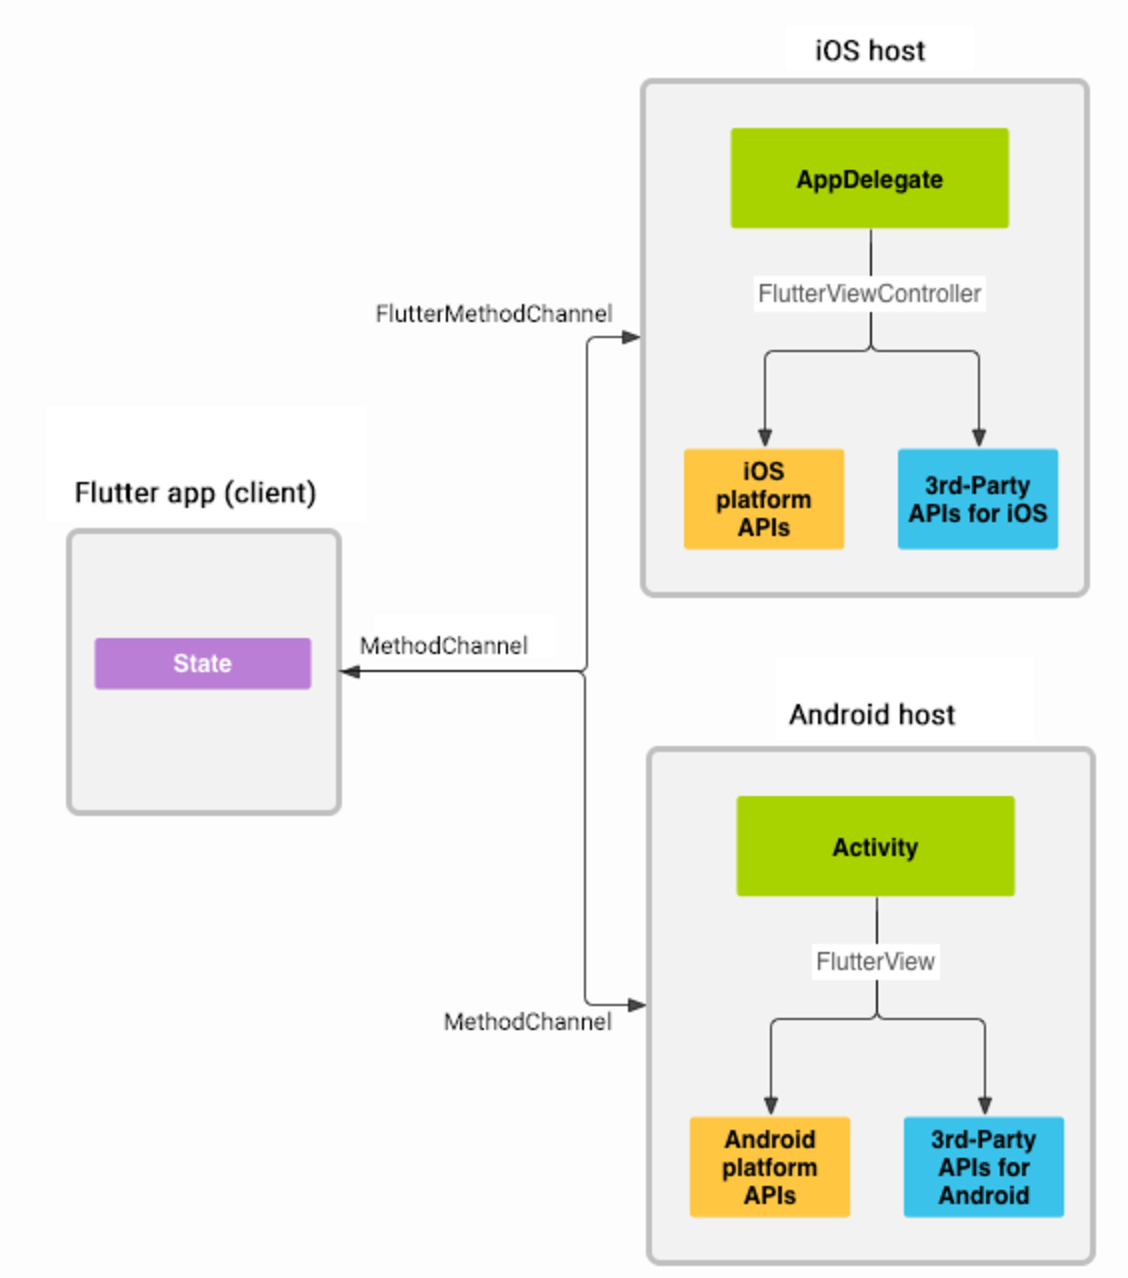 iOS host
AppDelegate
FlutterViewController
FlutterMethodChannel
iOS
platform
APIs
3rd-Party
APIs for iOS
Flutter app (client)
State
MethodChannel
Android host
Activity
FlutterView
MethodChannel
Android
platform
APIs
3rd-Party
APIs for
Android